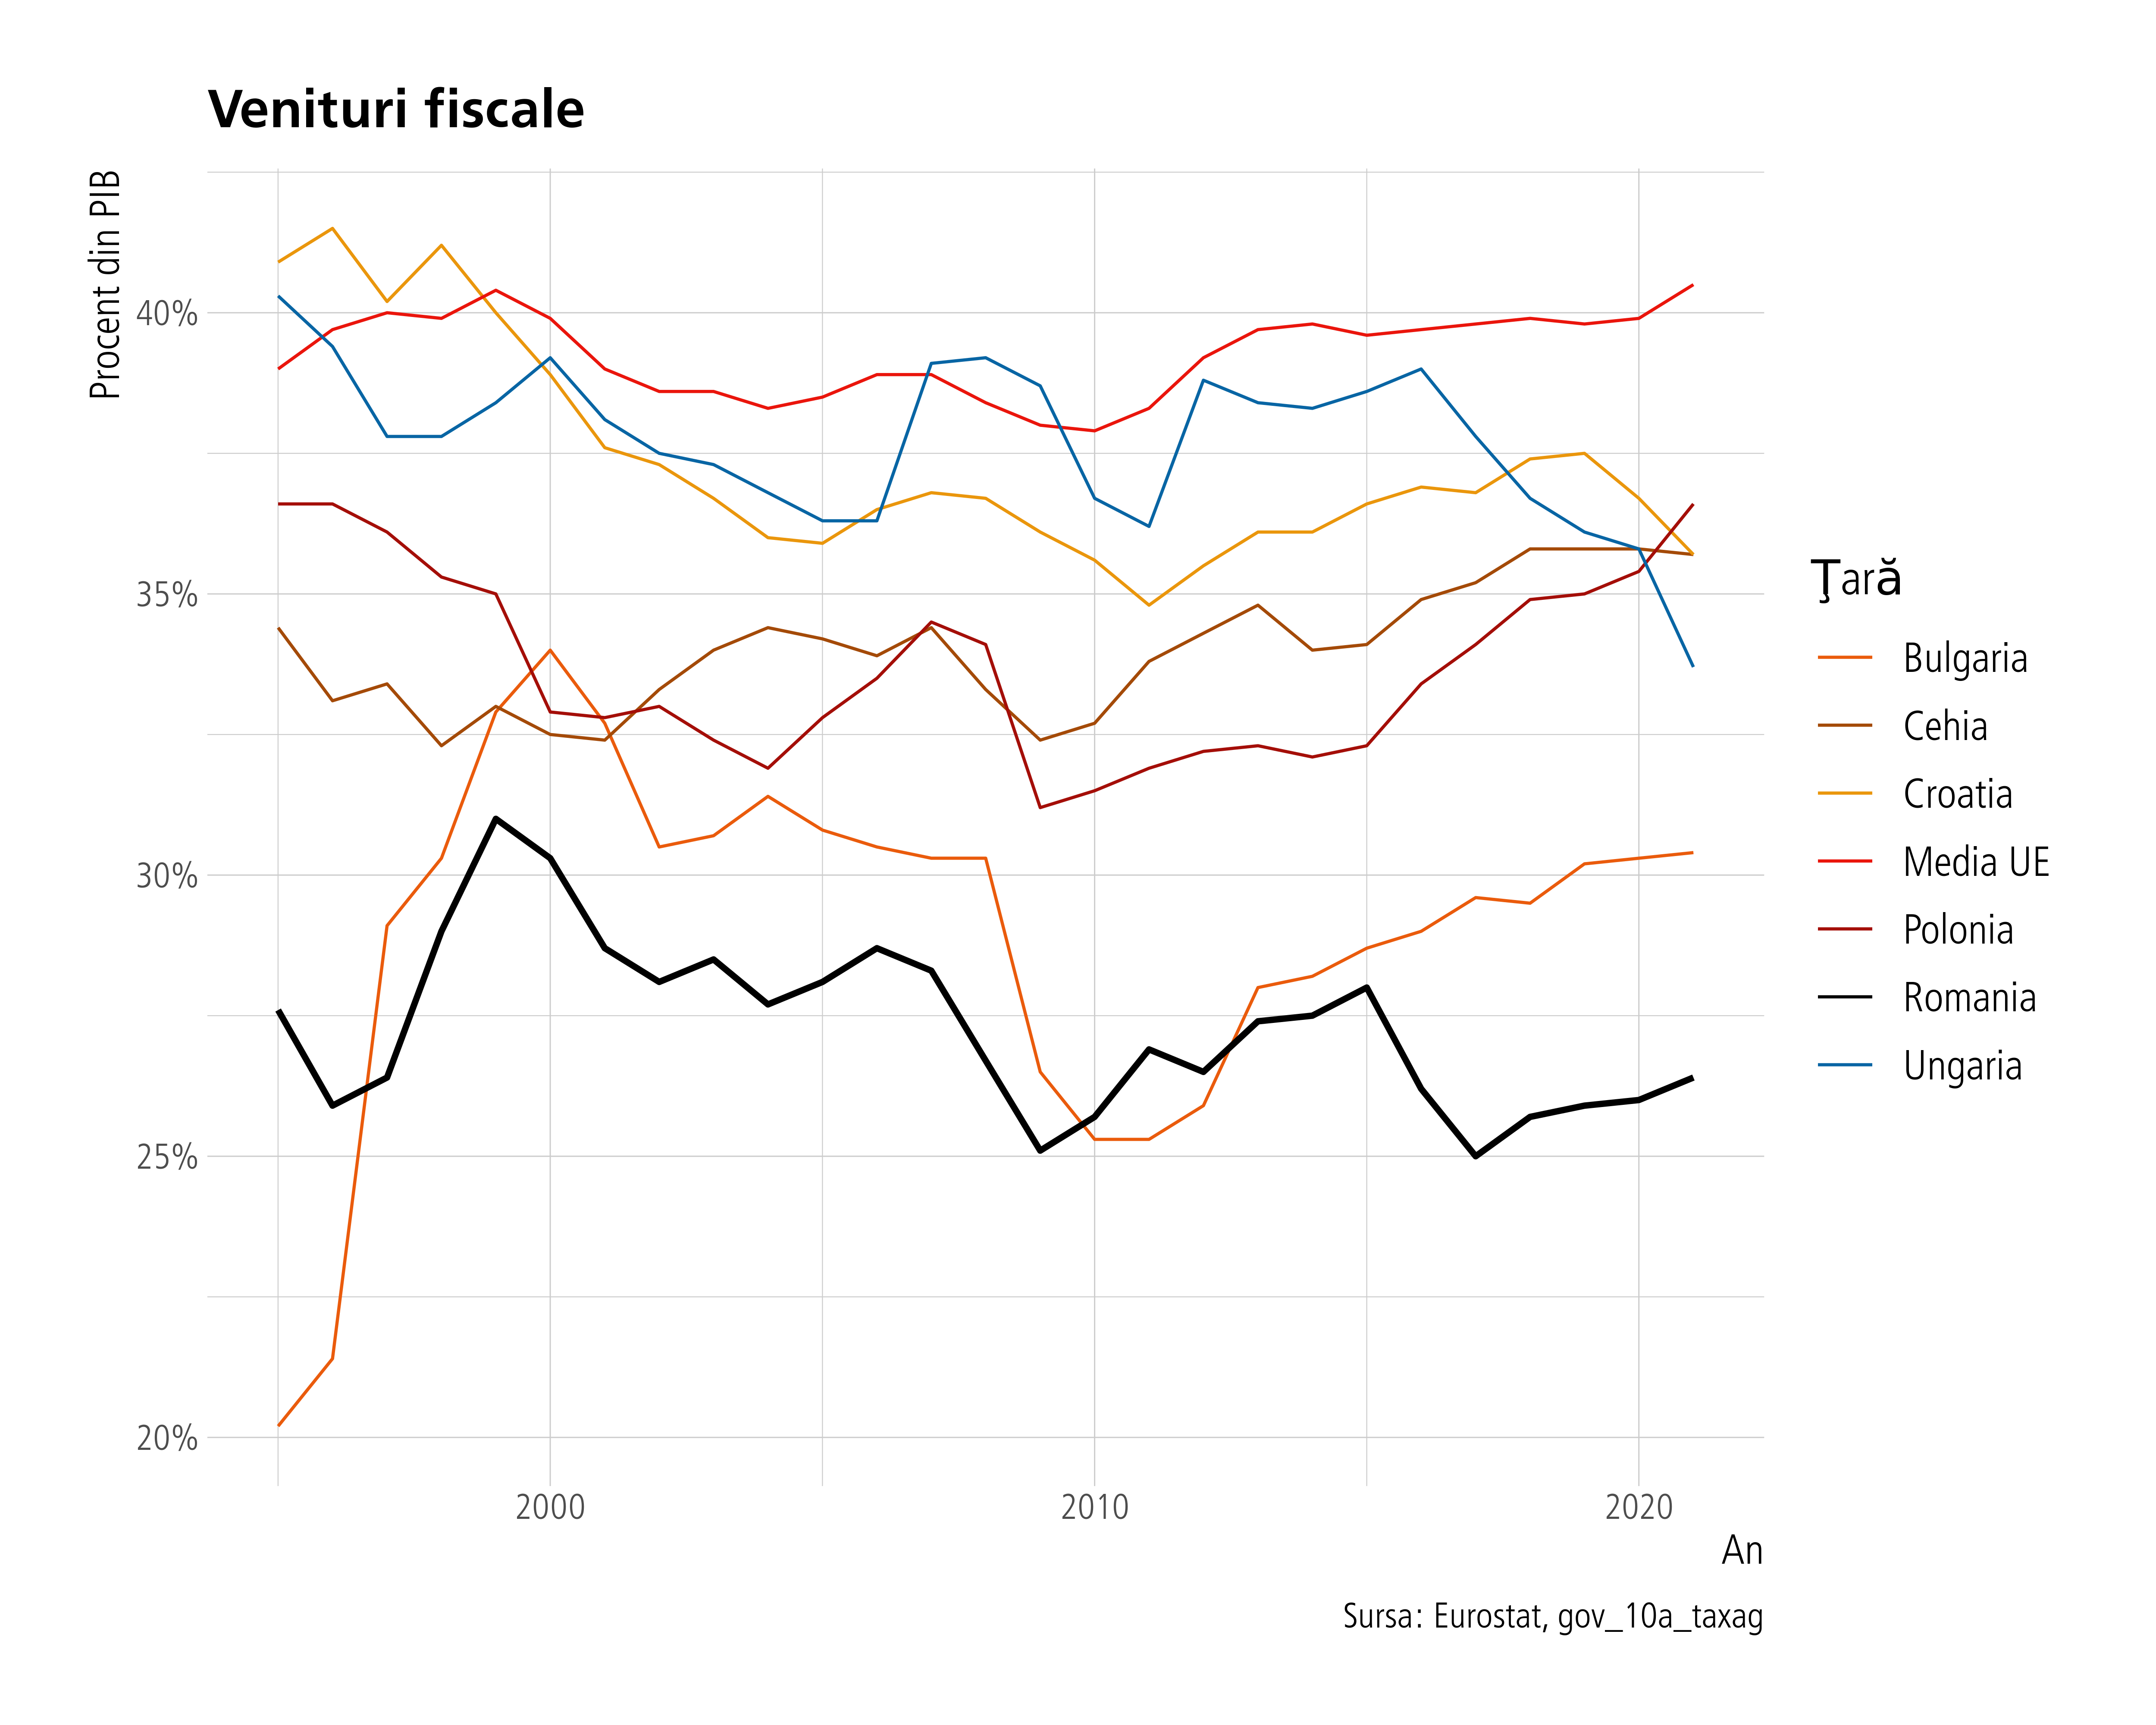 Venituri fiscale
Procent din PIB
40%
35%
30%
25%
20%
2000
2010
2020
An
Ţară
Bulgaria
Cehia
Croatia
Media UE
Polonia
Romania
Ungaria
Sursa: Eurostat, gov_10a_taxag